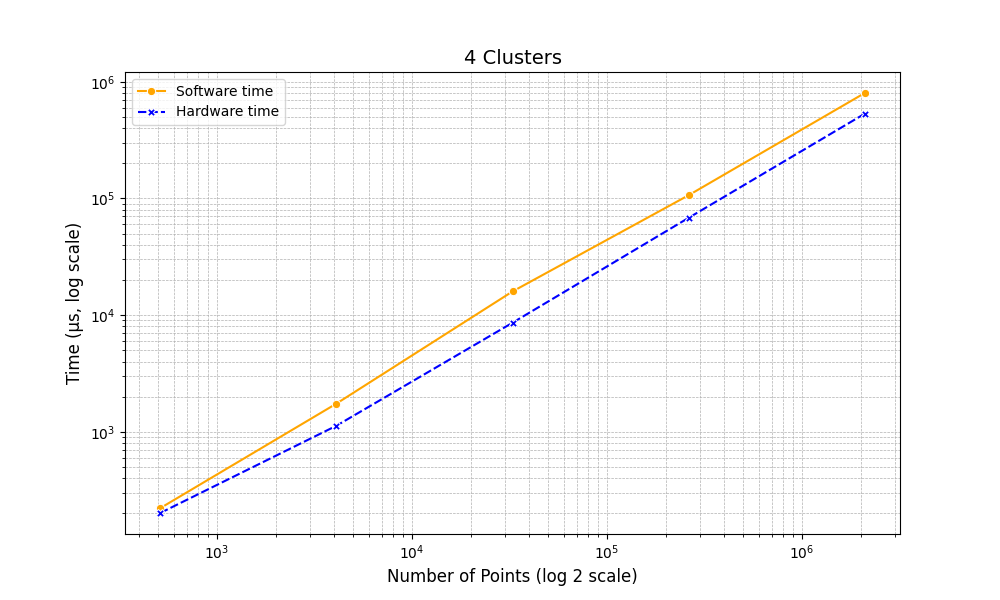 4 Clusters
Software time
Hardware time
Time (µs, log scale)
10⁶
10⁵
10⁴
10³
10³ 10⁴ 10⁵ 10⁶
Number of Points (log 2 scale)